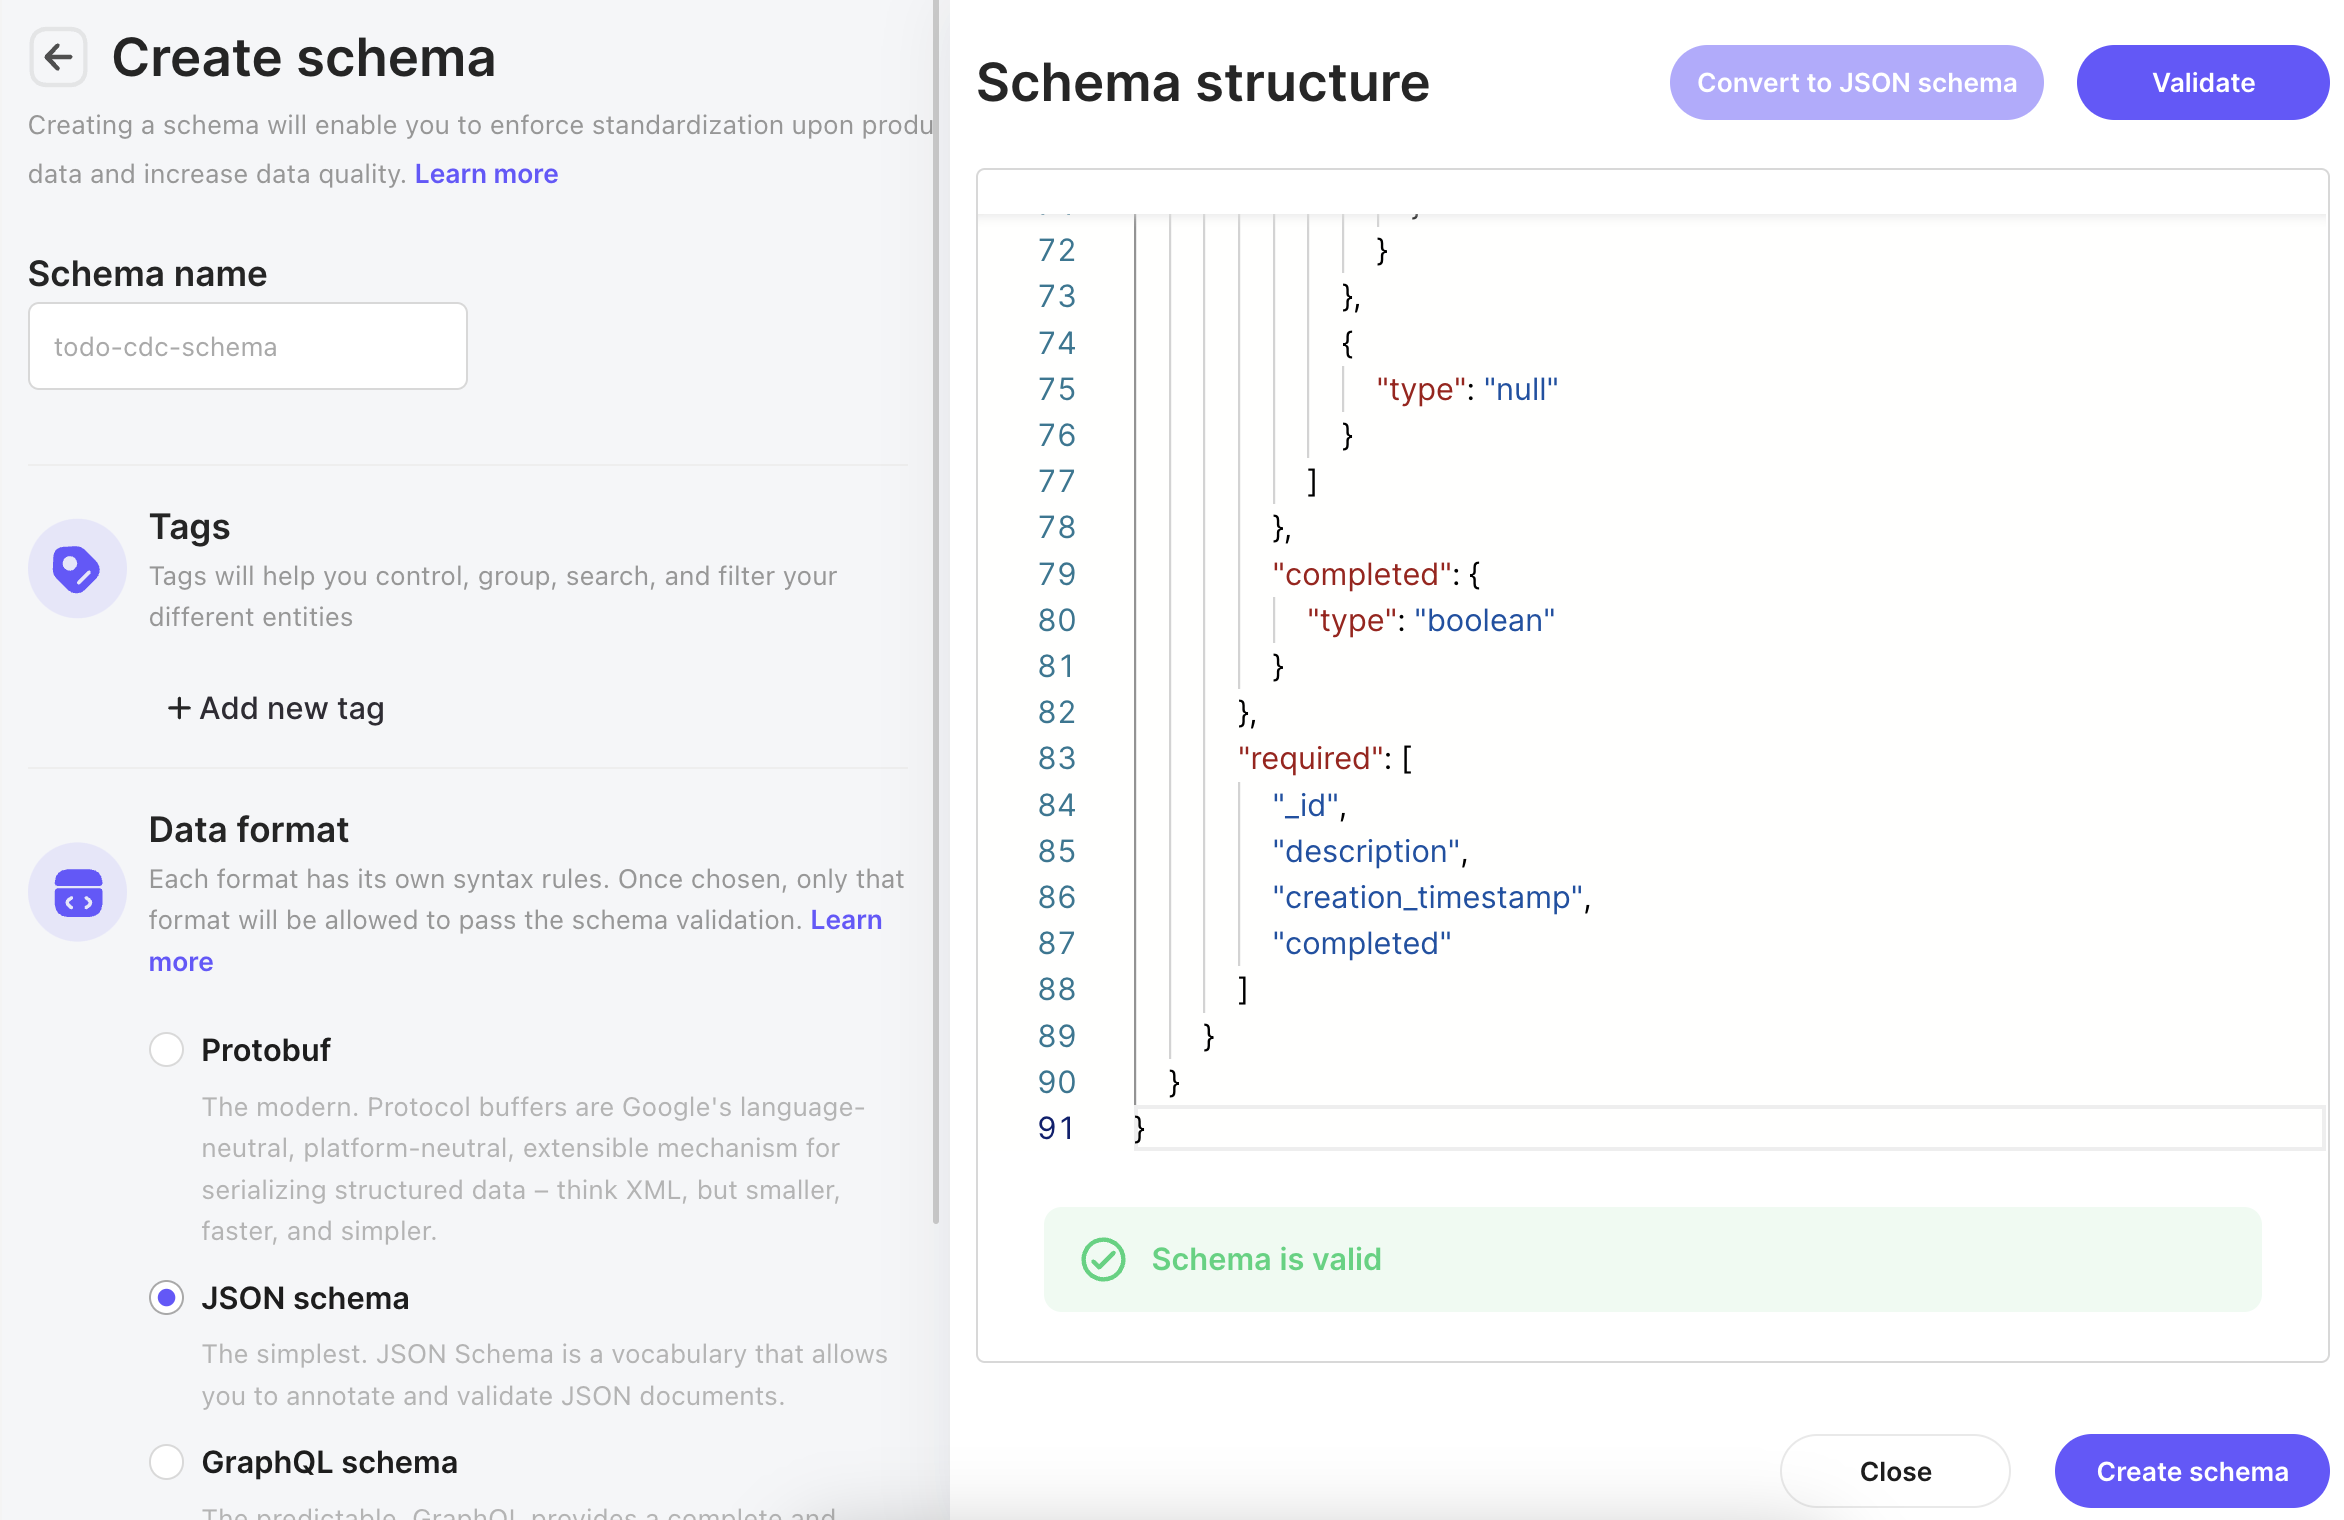 Create schema
Creating a schema will enable you to enforce standardization upon produ
data and increase data quality. Learn more
Schema name
todo-cdc-schema
Tags
Tags will help you control, group, search, and filter your
different entities
+ Add new tag
Data format
Each format has its own syntax rules. Once chosen, only that
format will be allowed to pass the schema validation. Learn
more
Protobuf
The modern. Protocol buffers are Google's language-
neutral, platform-neutral, extensible mechanism for
serializing structured data – think XML, but smaller,
faster, and simpler.
JSON schema
The simplest. JSON Schema is a vocabulary that allows
you to annotate and validate JSON documents.
GraphQL schema
The predictable. GraphQL provides a complete and
Schema structure
Convert to JSON schema
Validate
72 }
73 },
74 {
75 "type": "null"
76 }
77 ]
78 },
79 "completed": {
80 "type": "boolean"
81 }
82 },
83 "required": [
84 "_id",
85 "description",
86 "creation_timestamp",
87 "completed"
88 ]
89 }
90 }
91 }
Schema is valid
Close
Create schema